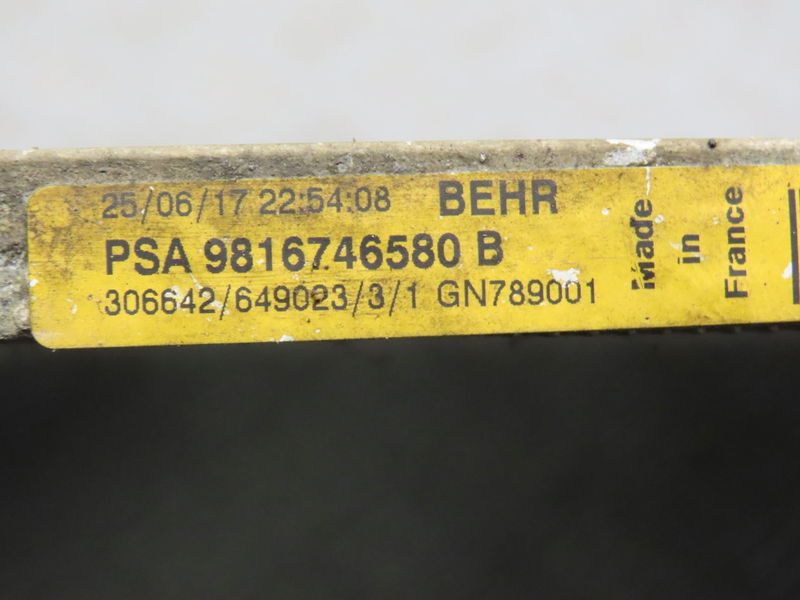 25/06/17 22:54:08 BEHR
PSA 9816746580 B
306642/649023/3/1 GN789001
Made
in
France